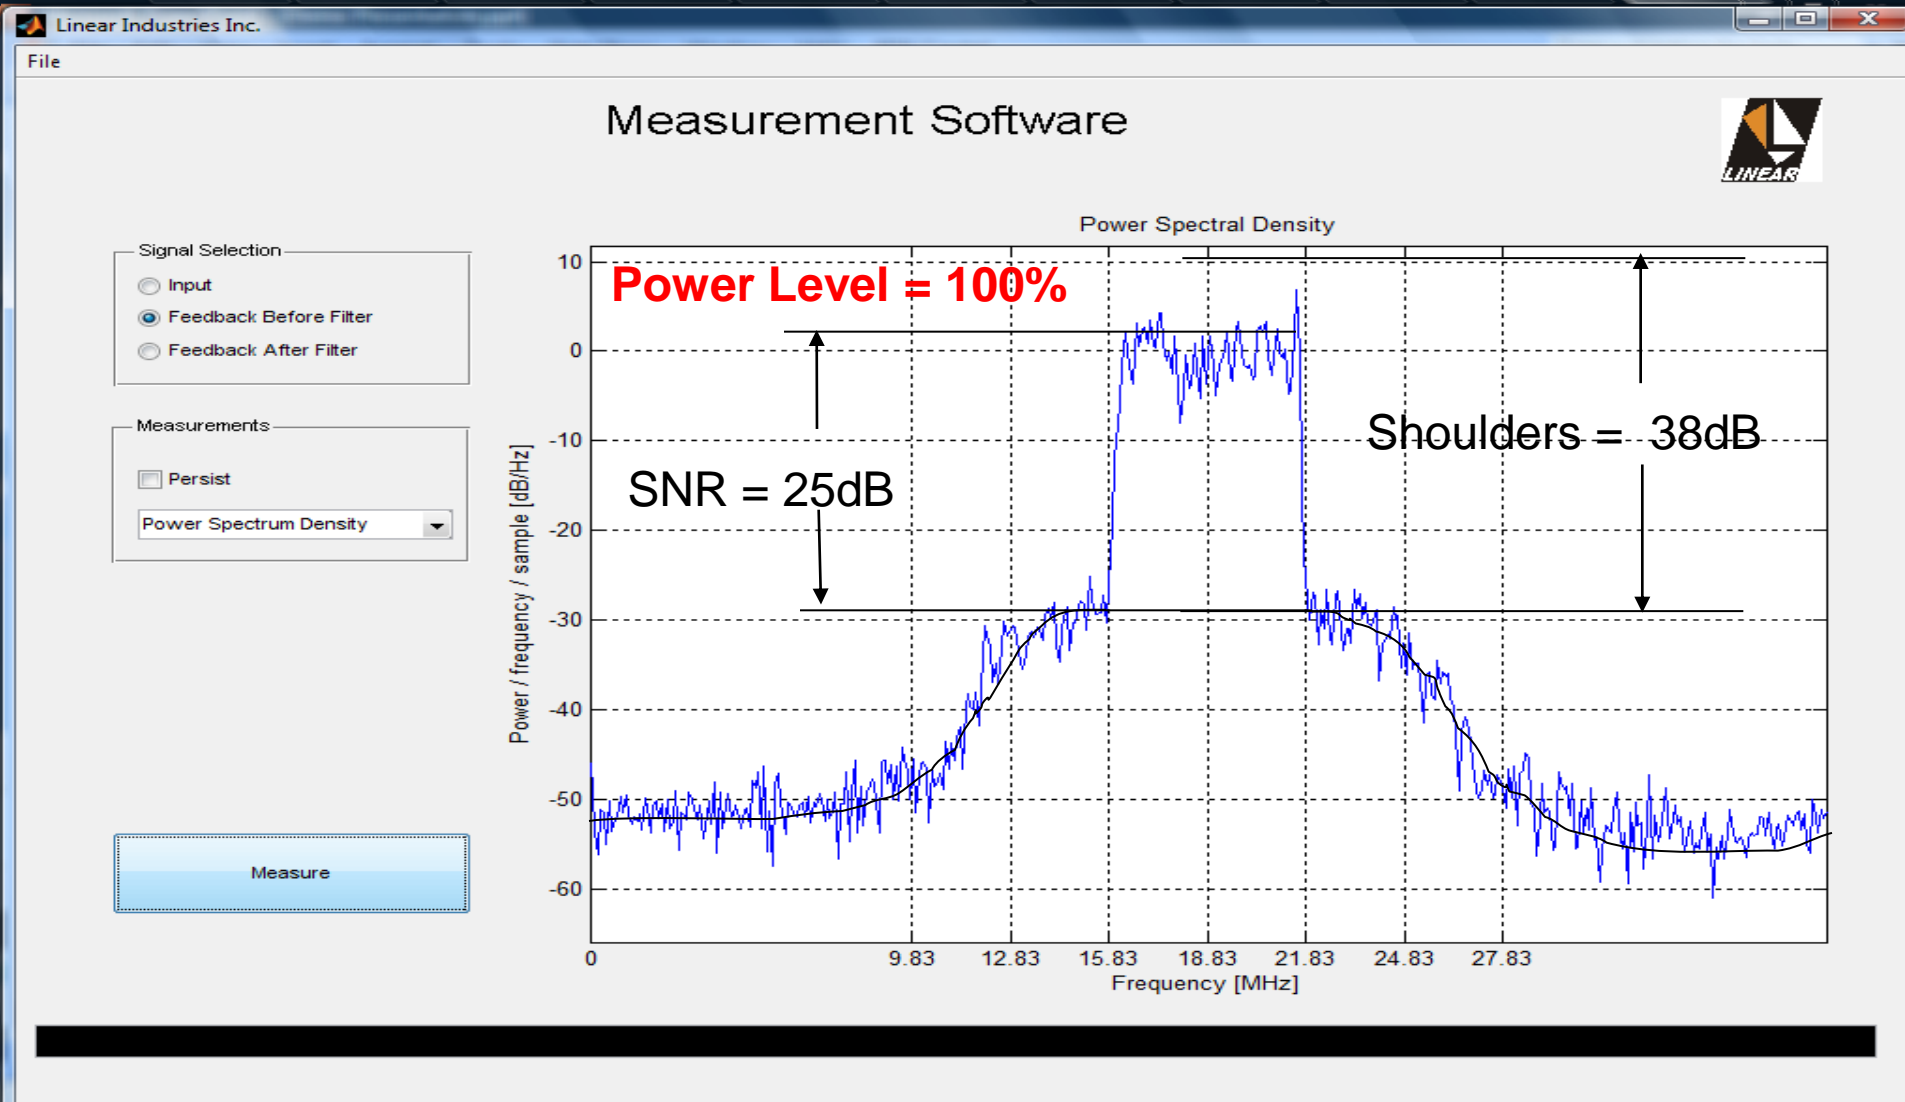 Linear Industries Inc.
File
Measurement Software
LINEAR
Signal Selection
Input
Feedback Before Filter
Feedback After Filter
Measurements
Persist
Power Spectrum Density
Measure
Power Spectral Density
Power Level = 100%
SNR = 25dB
Shoulders = 38dB
Power / frequency / sample [dB/Hz]
10
0
-10
-20
-30
-40
-50
-60
0 9.83 12.83 15.83 18.83 21.83 24.83 27.83
Frequency [MHz]